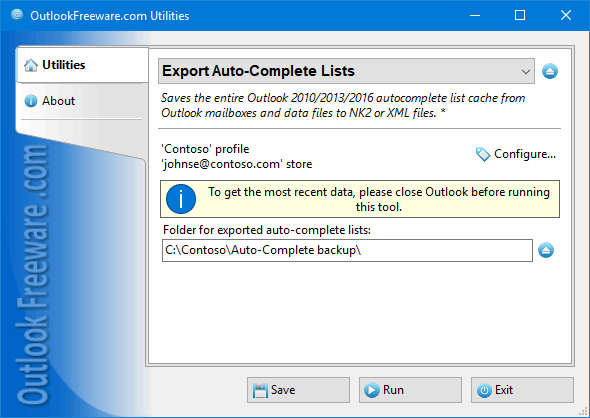 OutlookFreeware.com Utilities
Utilities
About
Outlook Freeware .com
Export Auto-Complete Lists
Saves the entire Outlook 2010/2013/2016 autocomplete list cache from
Outlook mailboxes and data files to NK2 or XML files. *
'Contoso' profile
'johnse@contoso.com' store
Configure...
To get the most recent data, please close Outlook before running
this tool.
Folder for exported auto-complete lists:
C:\Contoso\Auto-Complete backup\
Save
Run
Exit